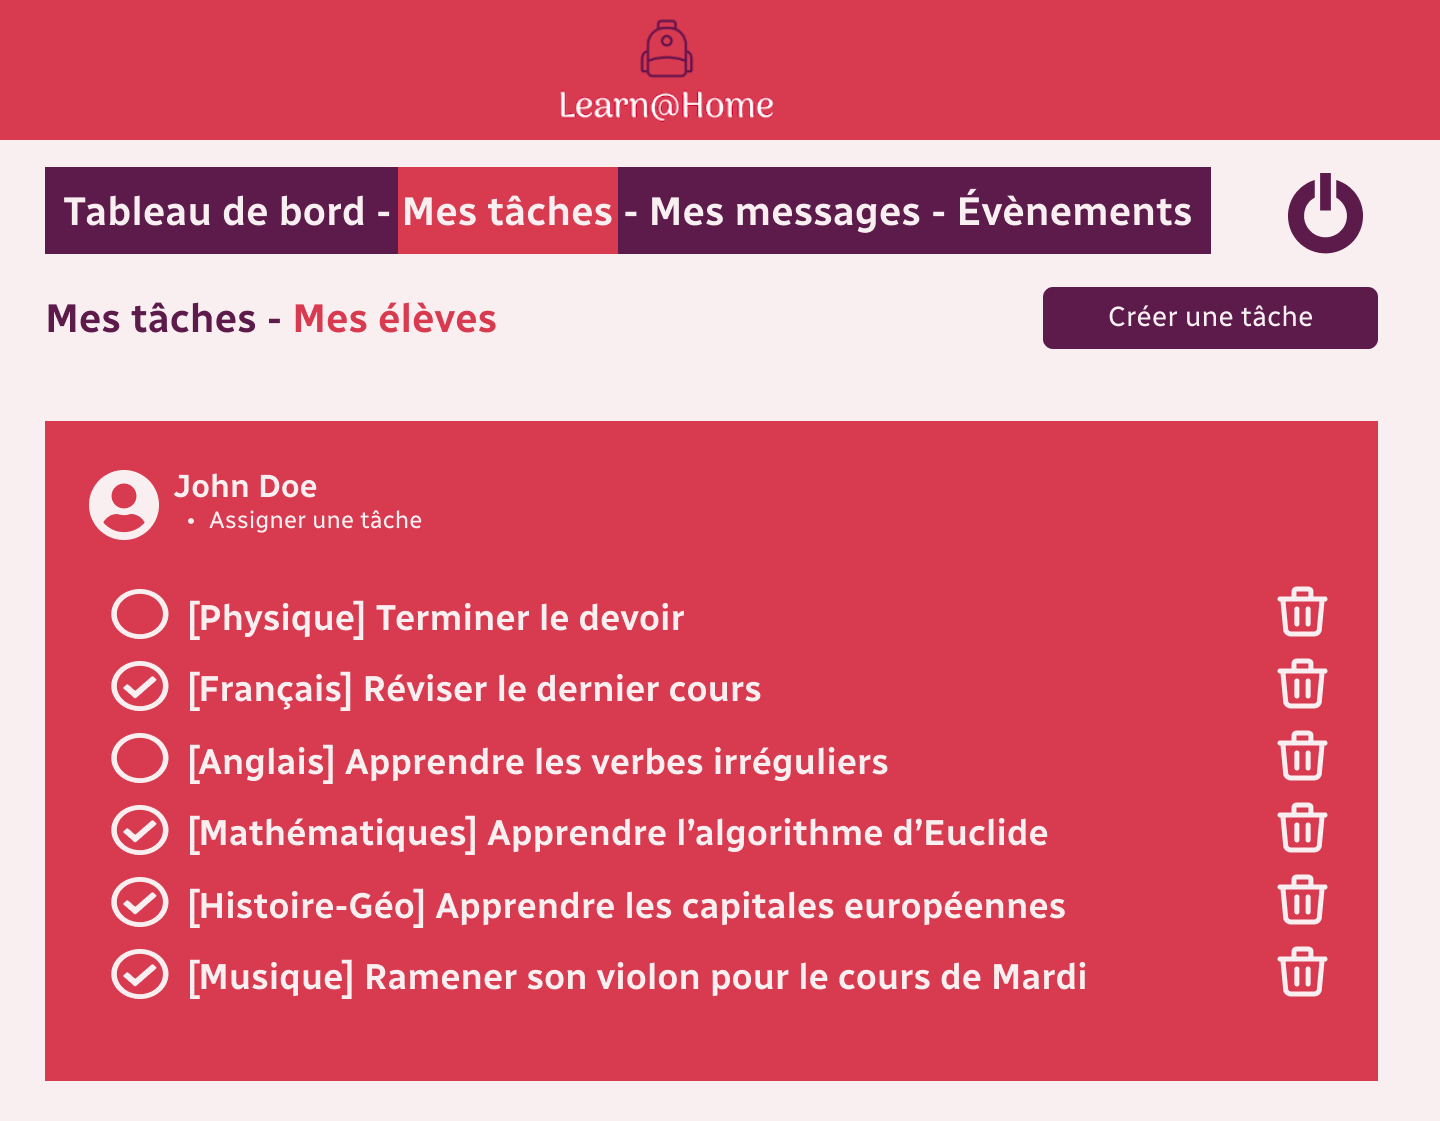 Learn@Home
Tableau de bord - Mes tâches - Mes messages - Évènements
Mes tâches - Mes élèves
Créer une tâche
John Doe
• Assigner une tâche
[Physique] Terminer le devoir
[Français] Réviser le dernier cours
[Anglais] Apprendre les verbes irréguliers
[Mathématiques] Apprendre l’algorithme d’Euclide
[Histoire-Géo] Apprendre les capitales européennes
[Musique] Ramener son violon pour le cours de Mardi